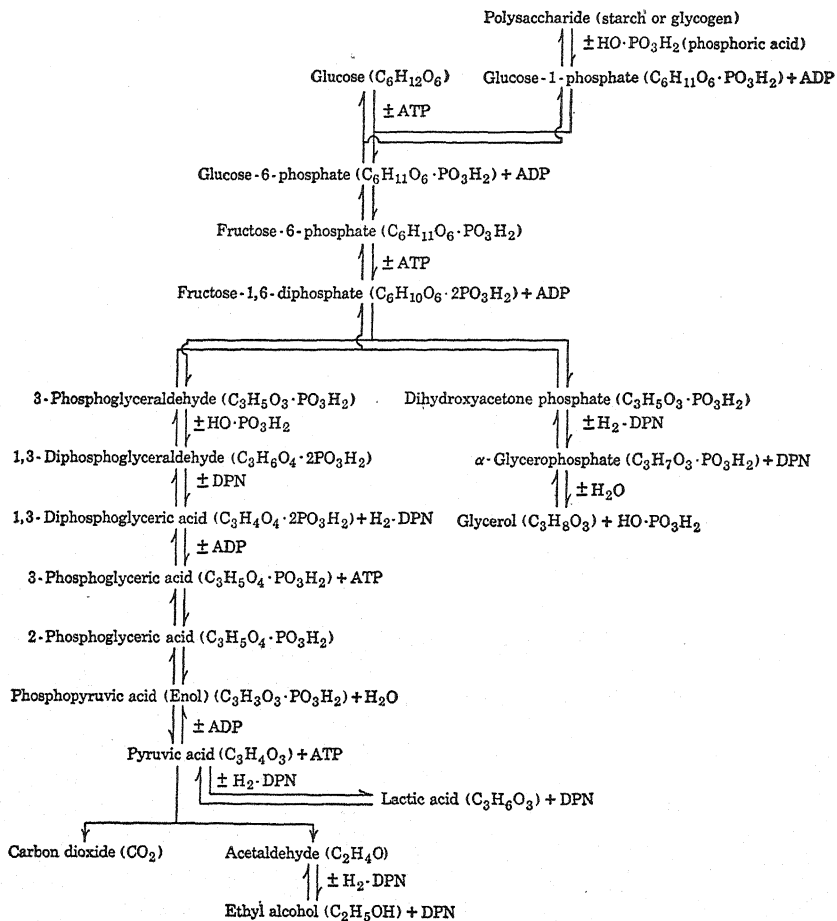 Polysaccharide (starch or glycogen)
±HO·PO₃H₂ (phosphoric acid)
Glucose (C₆H₁₂O₆)
Glucose-1-phosphate (C₆H₁₁O₆·PO₃H₂) + ADP
±ATP
Glucose-6-phosphate (C₆H₁₁O₆·PO₃H₂) + ADP
Fructose-6-phosphate (C₆H₁₁O₆·PO₃H₂)
±ATP
Fructose-1,6-diphosphate (C₆H₁₀O₆·2PO₃H₂) + ADP
3-Phosphoglyceraldehyde (C₃H₅O₃·PO₃H₂)
Dihydroxyacetone phosphate (C₃H₅O₃·PO₃H₂)
±HO·PO₃H₂
±H₂-DPN
1,3-Diphosphoglyceraldehyde (C₃H₆O₄·2PO₃H₂)
α-Glycerophosphate (C₃H₇O₃·PO₃H₂) + DPN
±DPN
±H₂O
1,3-Diphosphoglyceric acid (C₃H₄O₄·2PO₃H₂) + H₂-DPN
Glycerol (C₃H₈O₃) + HO·PO₃H₂
±ADP
3-Phosphoglyceric acid (C₃H₅O₄·PO₃H₂) + ATP
2-Phosphoglyceric acid (C₃H₅O₄·PO₃H₂)
Phosphopyruvic acid (Enol) (C₃H₃O₃·PO₃H₂) + H₂O
±ADP
Pyruvic acid (C₃H₄O₃) + ATP
±H₂-DPN
Lactic acid (C₃H₆O₃) + DPN
Carbon dioxide (CO₂)
Acetaldehyde (C₂H₄O)
±H₂-DPN
Ethyl alcohol (C₂H₅OH) + DPN